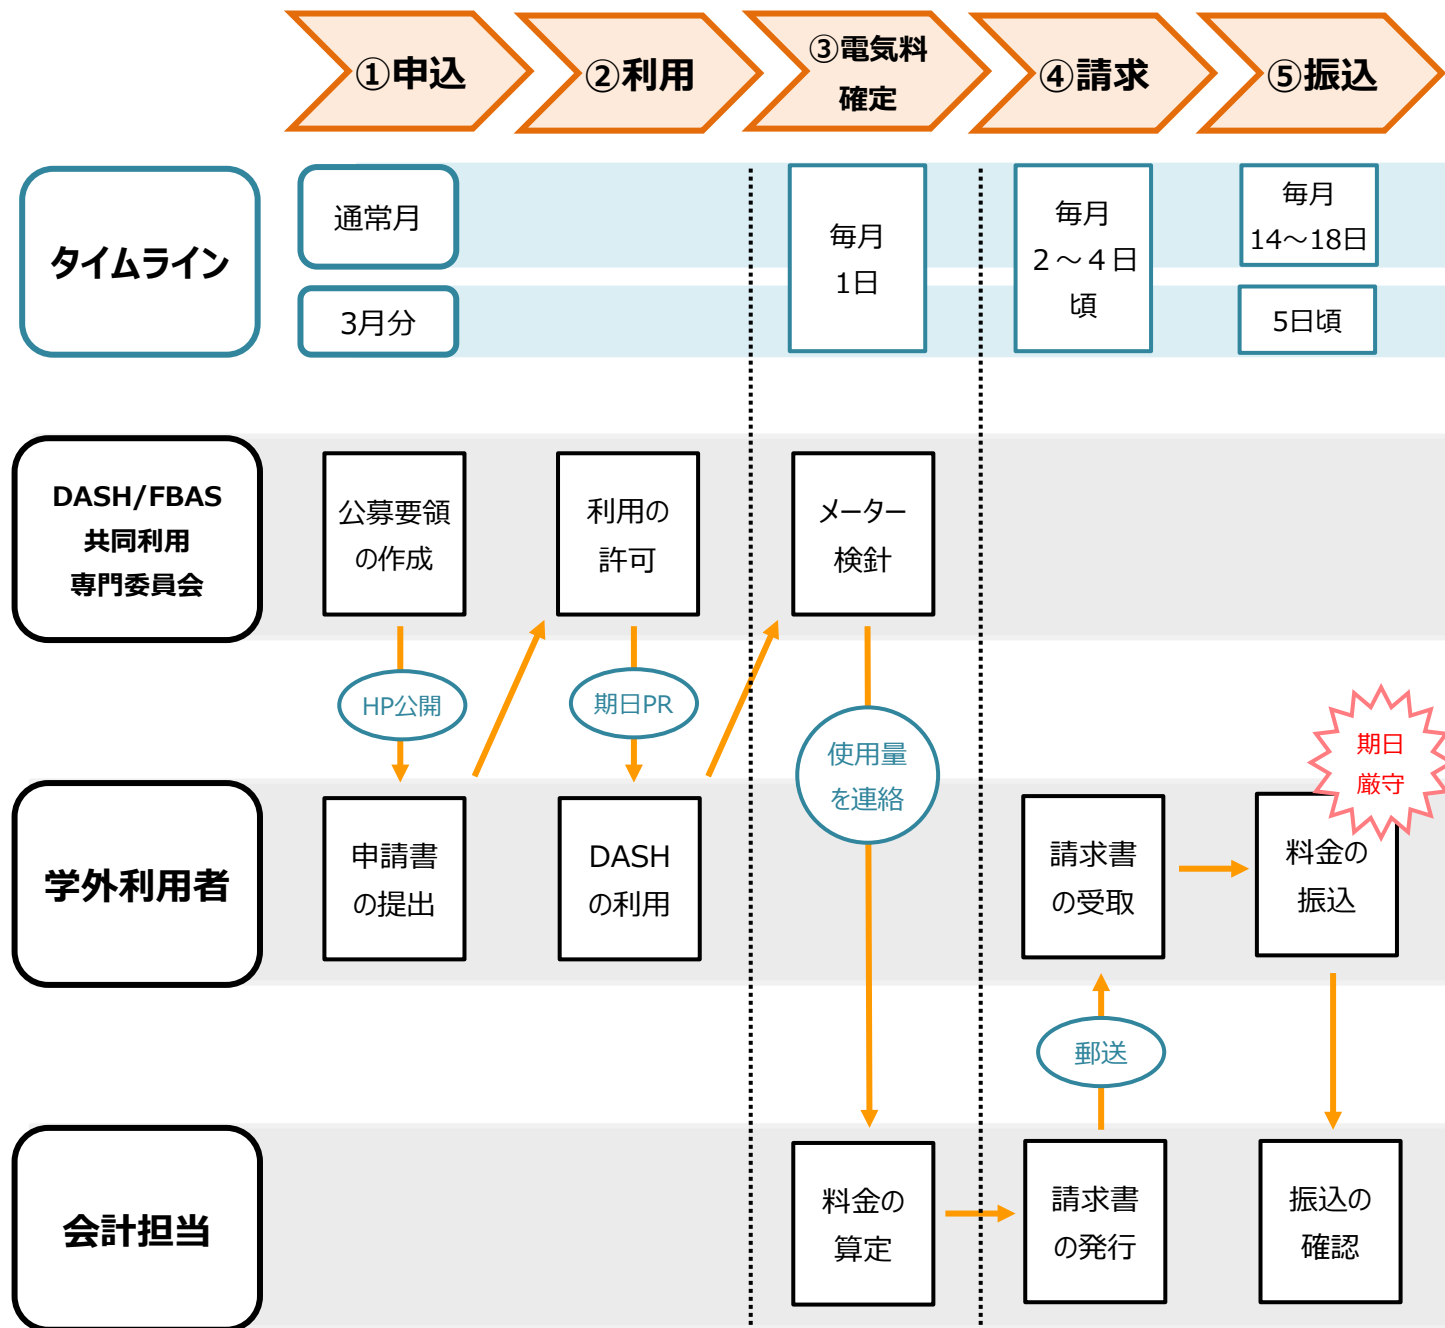 ①申込
②利用
③電気料
確定
④請求
⑤振込
タイムライン
通常月
3月分
毎月
1日
毎月
２～４日
頃
毎月
14～18日
5日頃
DASH/FBAS
共同利用
専門委員会
公募要領
の作成
利用の
許可
メーター
検針
HP公開
期日PR
使用量
を連絡
期日
厳守
学外利用者
申請書
の提出
DASH
の利用
請求書
の受取
料金の
振込
郵送
会計担当
料金の
算定
請求書
の発行
振込の
確認